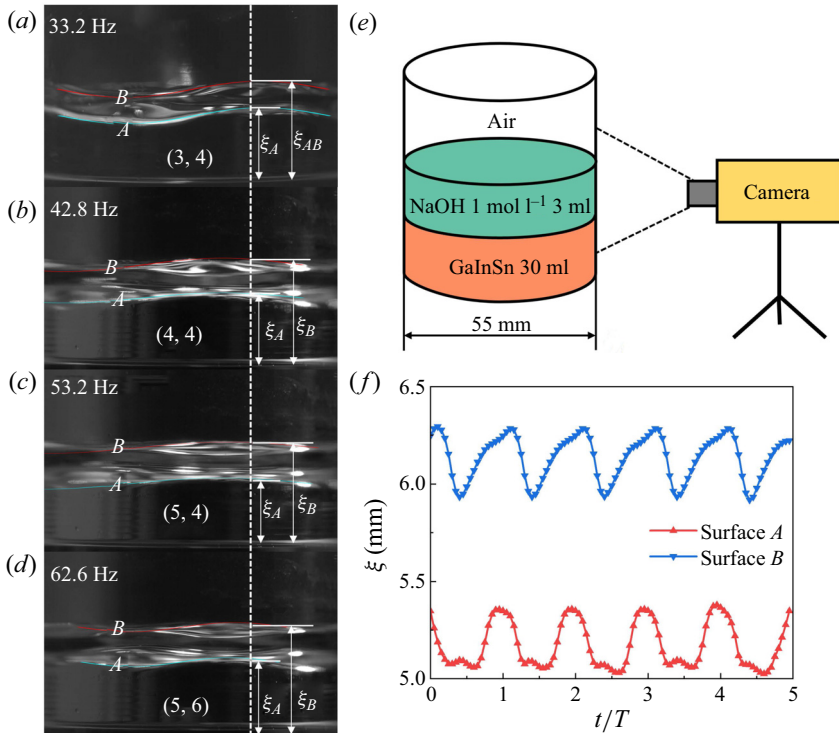 (a)
33.2 Hz
B
A
(3, 4)
ξA
ξAB
(b)
42.8 Hz
B
A
(4, 4)
ξA
ξB
(c)
53.2 Hz
B
A
(5, 4)
ξA
ξB
(d)
62.6 Hz
B
A
(5, 6)
ξA
ξB
(e)
Air
NaOH 1 mol l⁻¹ 3 ml
GaInSn 30 ml
55 mm
Camera
(f)
6.5
6.0
5.5
5.0
ξ (mm)
Surface A
Surface B
0 1 2 3 4 5
t/T